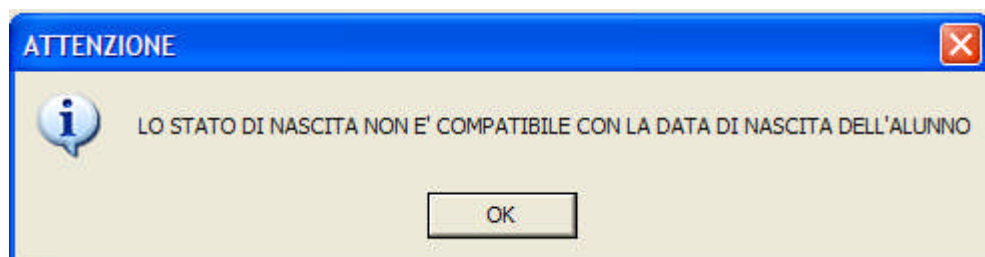 ATTENZIONE
LO STATO DI NASCITA NON E' COMPATIBILE CON LA DATA DI NASCITA DELL'ALUNNO
OK